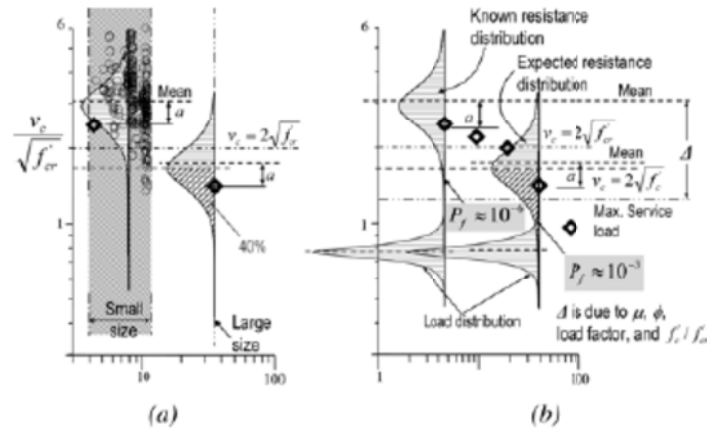 6
Mean
a
v_c / √f'_cr
v_c = 2√f'_cr
a
1
40%
Small
size
Large
size
10
100
(a)
6
Known resistance
distribution
Expected resistance
distribution
Mean
a
v_c = 2√f'_cr
Mean
Δ
a
v_c = 2√f'_c
P_f ≈ 10^-6
1
Max. Service
load
P_f ≈ 10^-3
Load distribution
Δ is due to μ, ϕ,
load factor, and f'_c / f'_cr
1
10
100
(b)